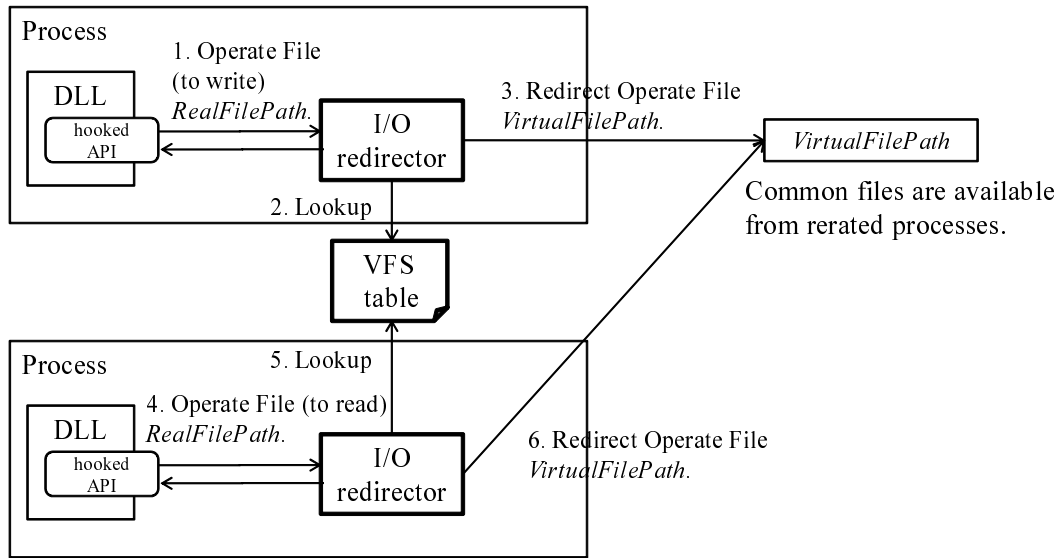 Process
1. Operate File
(to write)
RealFilePath.
DLL
hooked
API
I/O
redirector
3. Redirect Operate File
VirtualFilePath.
VirtualFilePath
Common files are available
from rerated processes.
2. Lookup
VFS
table
Process
5. Lookup
4. Operate File (to read)
RealFilePath.
DLL
hooked
API
I/O
redirector
6. Redirect Operate File
VirtualFilePath.